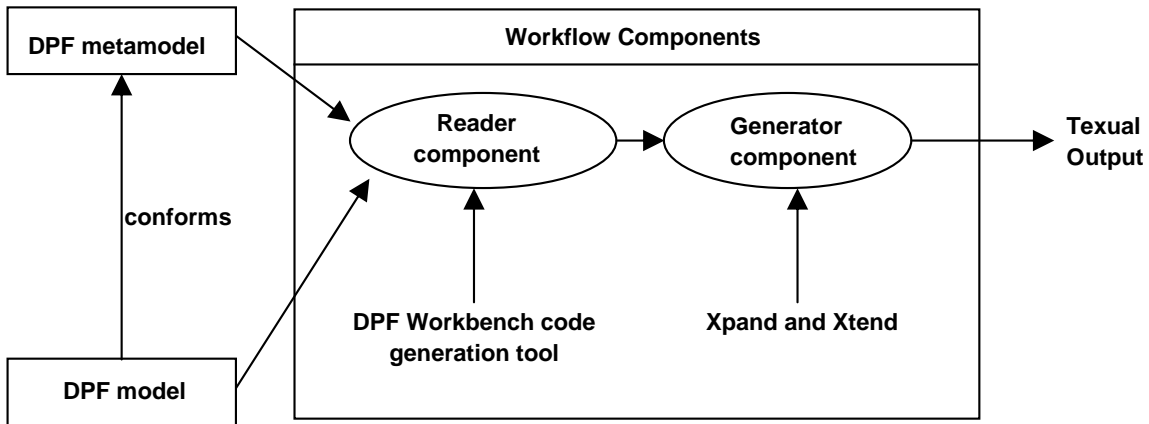 DPF metamodel
Workflow Components
Reader
component
Generator
component
Texual
Output
conforms
DPF Workbench code
generation tool
Xpand and Xtend
DPF model